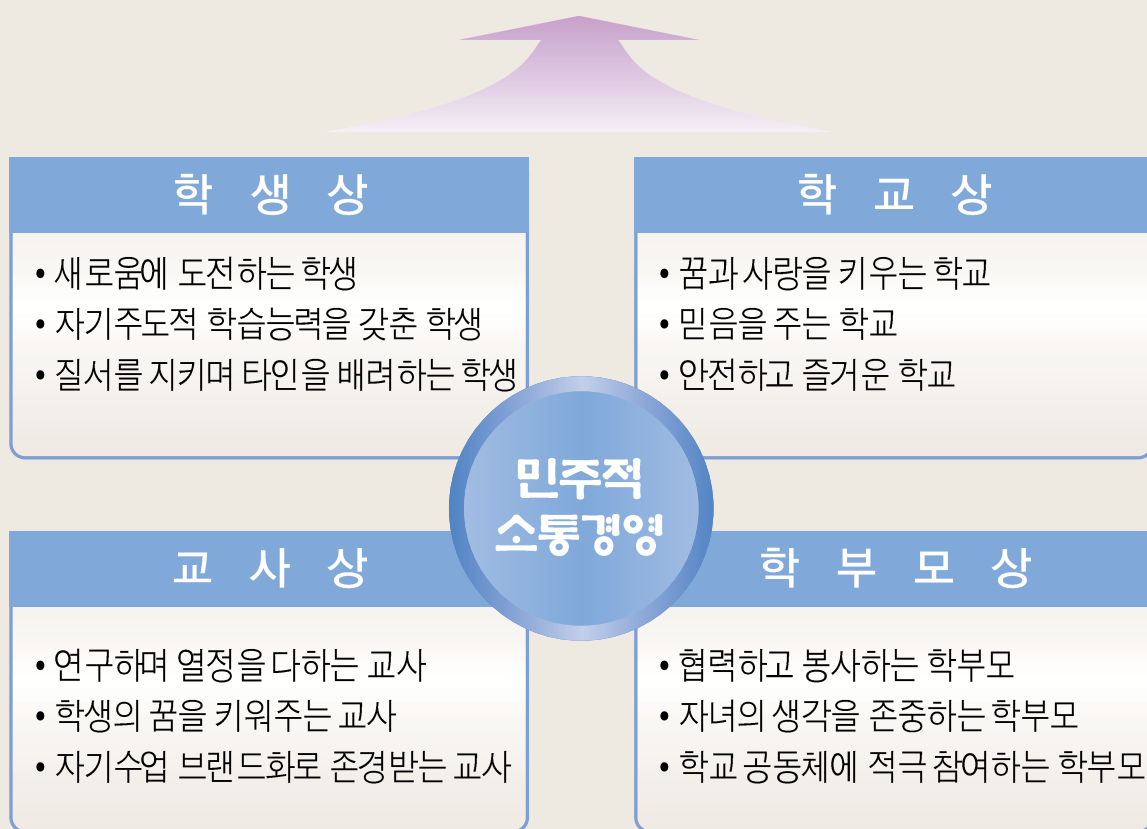 학 생 상
• 새로움에 도전하는 학생
• 자기주도적 학습능력을 갖춘 학생
• 질서를 지키며 타인을 배려하는 학생
학 교 상
• 꿈과 사랑을 키우는 학교
• 믿음을 주는 학교
• 안전하고 즐거운 학교
민주적
소통경영
교 사 상
• 연구하며 열정을 다하는 교사
• 학생의 꿈을 키워주는 교사
• 자기수업 브랜드화로 존경받는 교사
학 부 모 상
• 협력하고 봉사하는 학부모
• 자녀의 생각을 존중하는 학부모
• 학교 공동체에 적극 참여하는 학부모